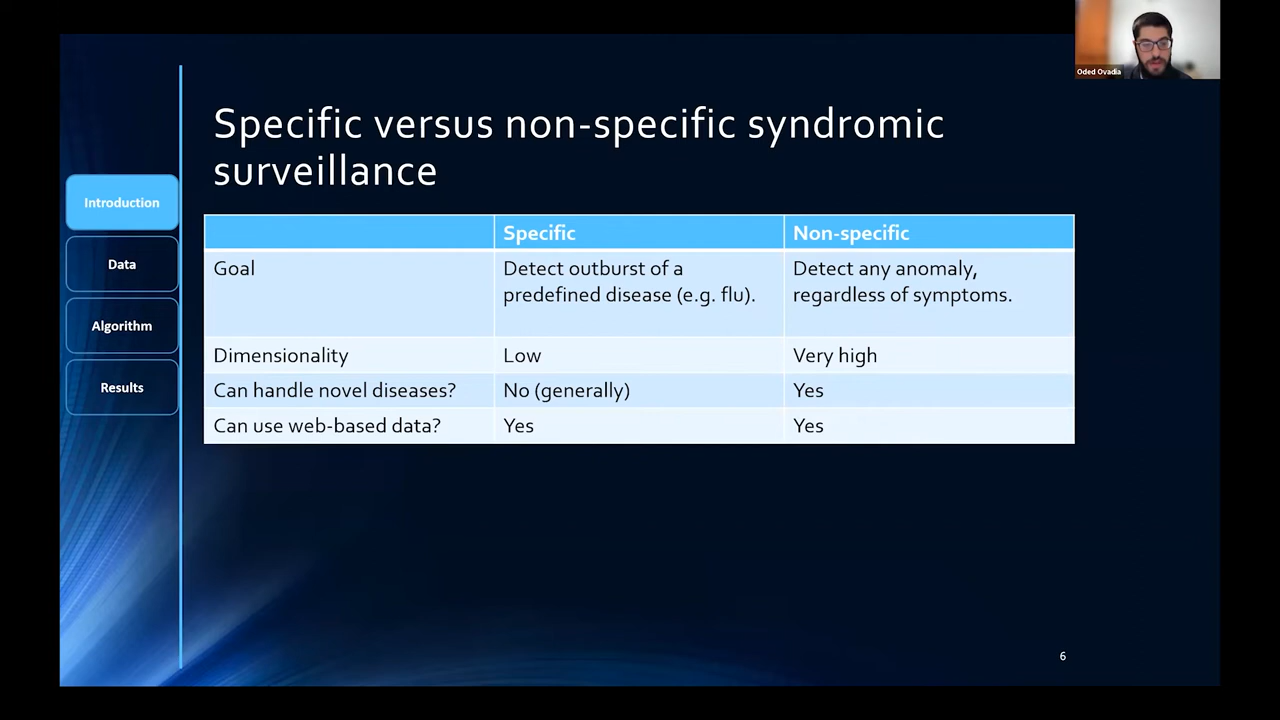 Oded Ovadia
Specific versus non-specific syndromic
surveillance
Introduction
Data
Algorithm
Results
Specific
Non-specific
Goal
Detect outburst of a
predefined disease (e.g. flu).
Detect any anomaly,
regardless of symptoms.
Dimensionality
Low
Very high
Can handle novel diseases?
No (generally)
Yes
Can use web-based data?
Yes
Yes
6